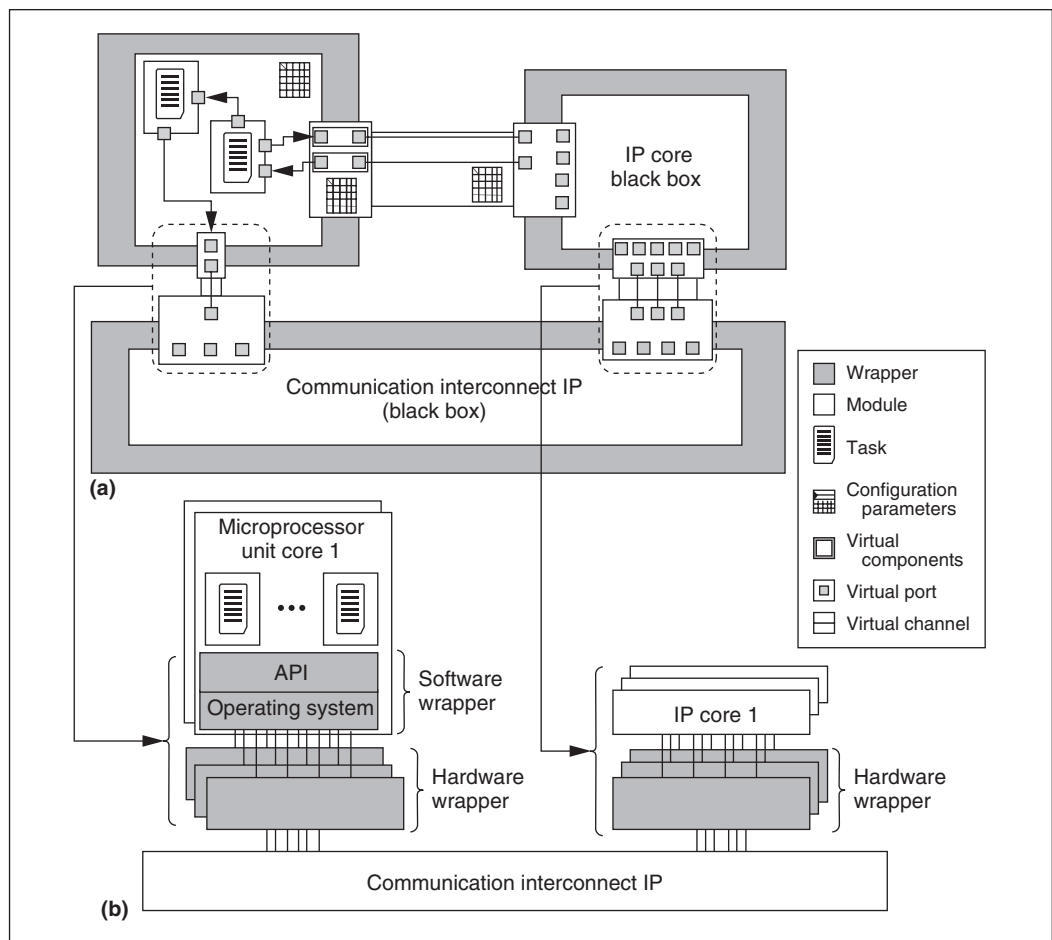 IP core
black box
Communication interconnect IP
(black box)
(a)
Wrapper
Module
Task
Configuration
parameters
Virtual
components
Virtual port
Virtual channel
Microprocessor
unit core 1
API
Operating system
Software
wrapper
Hardware
wrapper
IP core 1
Hardware
wrapper
Communication interconnect IP
(b)